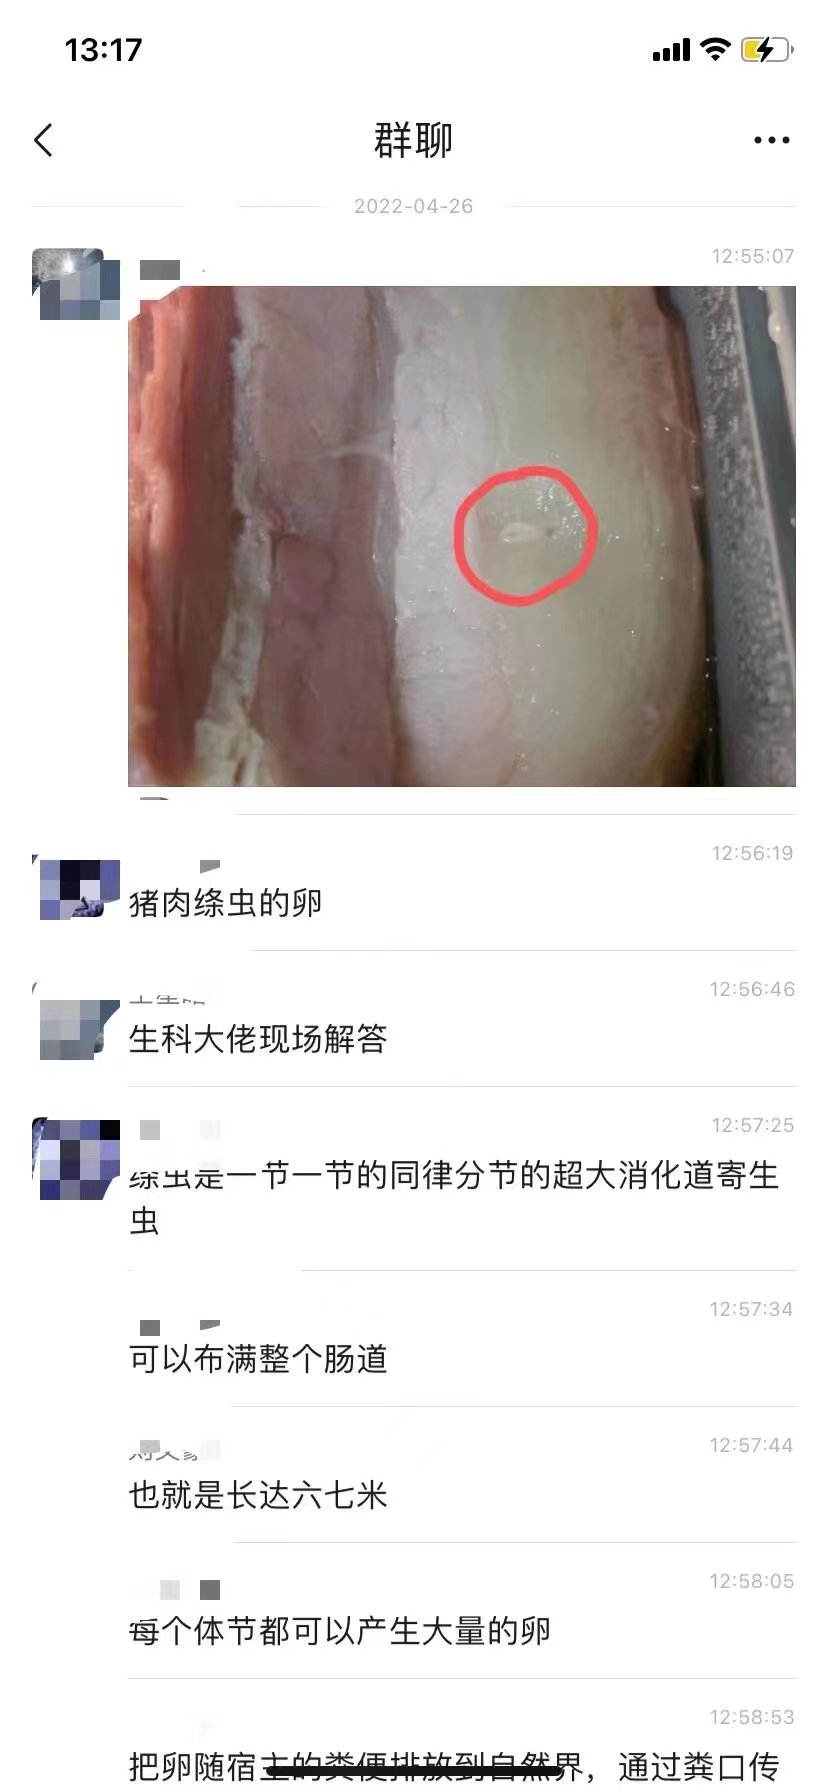 13:17
群聊
2022-04-26
12:55:07
12:56:19
猪肉绦虫的卵
12:56:46
生科大佬现场解答
12:57:25
绦虫是一节一节的同律分节的超大消化道寄生
虫
12:57:34
可以布满整个肠道
12:57:44
也就是长达六七米
12:58:05
每个体节都可以产生大量的卵
12:58:53
把卵随宿主的粪便排放到自然界，通过粪口传